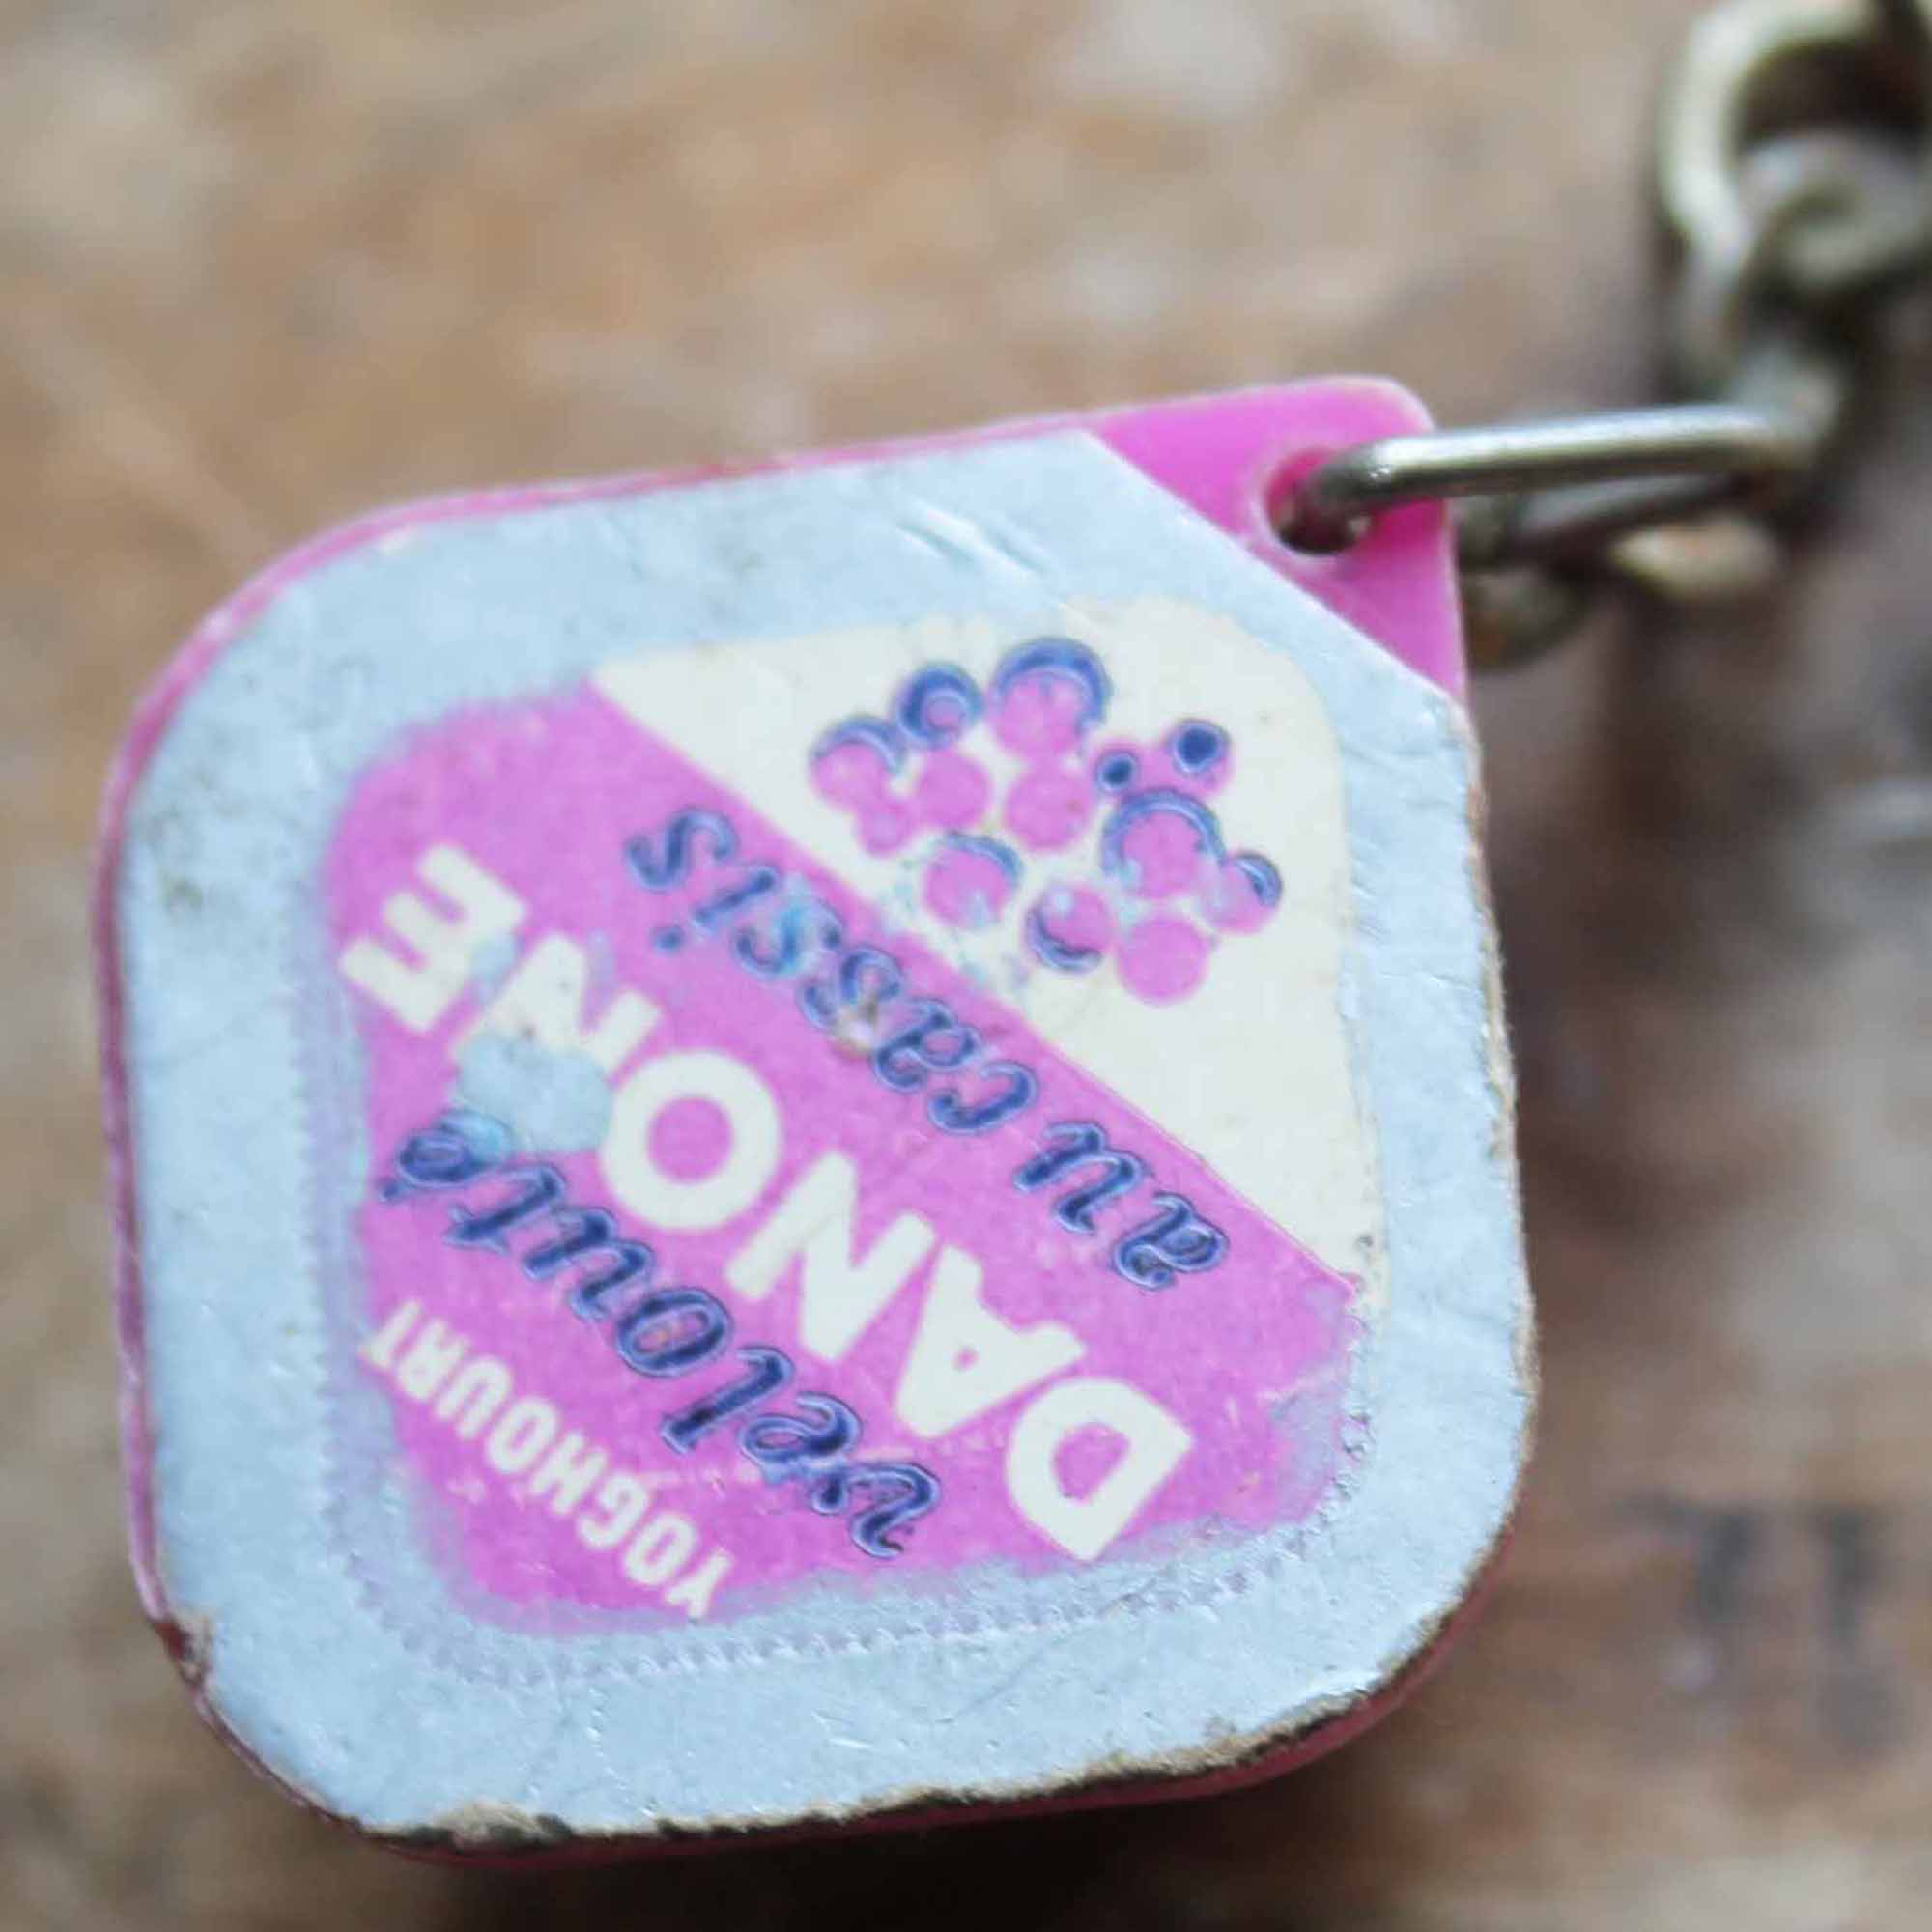 YOGHOURT
velouté
DANONE
au cassis